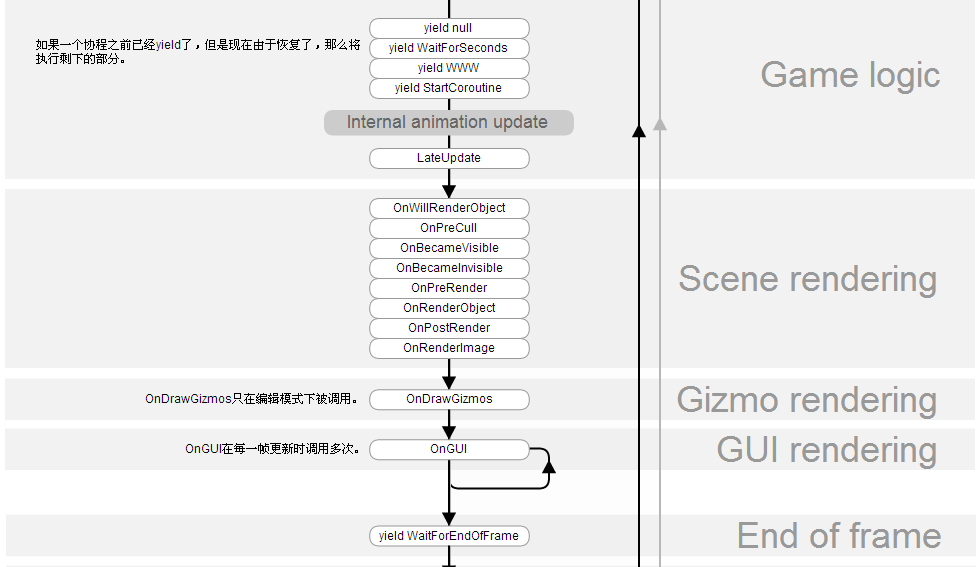 yield null
如果一个协程之前已经yield了，但是现在由于恢复了，那么将
执行剩下的部分。
yield WaitForSeconds
yield WWW
yield StartCoroutine
Game logic
Internal animation update
LateUpdate
OnWillRenderObject
OnPreCull
OnBecameVisible
OnBecameInvisible
OnPreRender
OnRenderObject
OnPostRender
OnRenderImage
Scene rendering
OnDrawGizmos只在编辑模式下被调用。
OnDrawGizmos
Gizmo rendering
OnGUI在每一帧更新时调用多次。
OnGUI
GUI rendering
yield WaitForEndOfFrame
End of frame